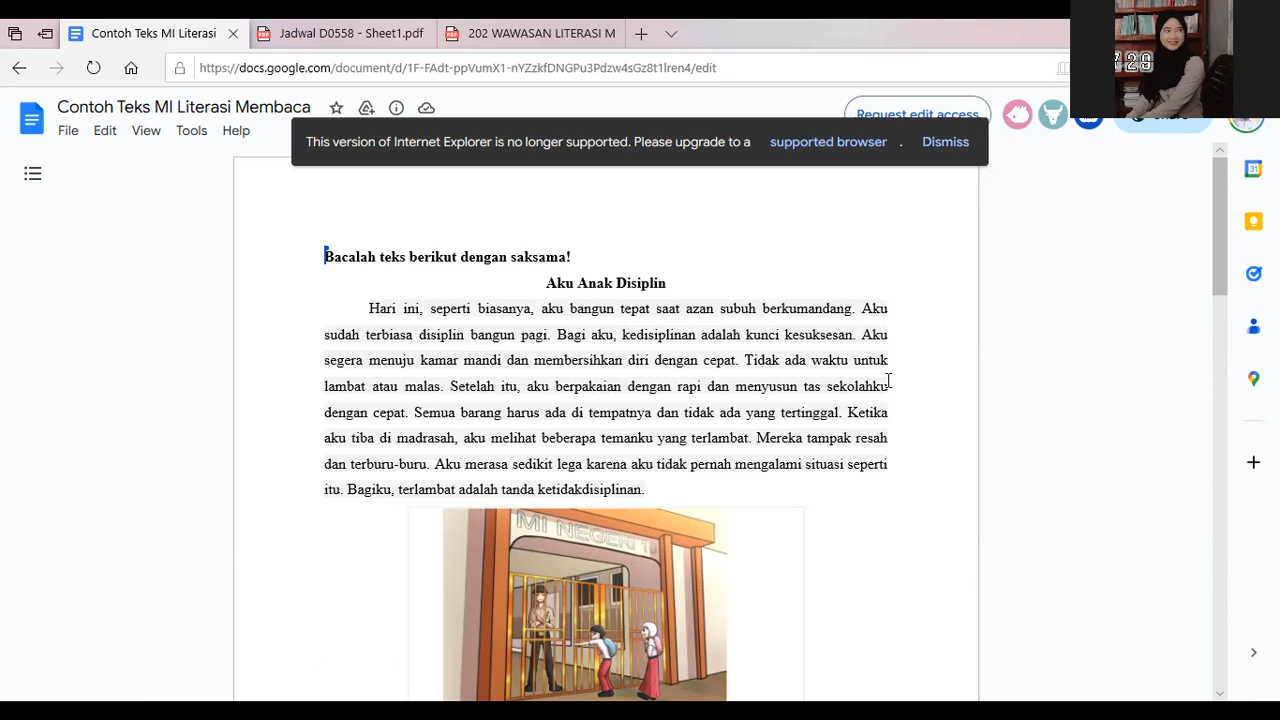 Contoh Teks MI Literasi
Jadwal D0558 - Sheet1.pdf
202 WAWASAN LITERASI M
29
https://docs.google.com/document/d/1hFAdt-ppVumX1-nYZzkfDNGPu3Pdzw4sGz8t1lren4/edit
Contoh Teks MI Literasi Membaca
Request edit access
File Edit View Tools Help
This version of Internet Explorer is no longer supported. Please upgrade to a supported browser . Dismiss
31
Bacalah teks berikut dengan saksama!
Aku Anak Disiplin
Hari ini, seperti biasanya, aku bangun tepat saat azan subuh berkumandang. Aku
sudah terbiasa disiplin bangun pagi. Bagi aku, kedisiplinan adalah kunci kesuksesan. Aku
segera menuju kamar mandi dan membersihkan diri dengan cepat. Tidak ada waktu untuk
lambat atau malas. Setelah itu, aku berpakaian dengan rapi dan menyusun tas sekolahku
dengan cepat. Semua barang harus ada di tempatnya dan tidak ada yang tertinggal. Ketika
aku tiba di madrasah, aku melihat beberapa temanku yang terlambat. Mereka tampak resah
dan terburu-buru. Aku merasa sedikit lega karena aku tidak pernah mengalami situasi seperti
itu. Bagiku, terlambat adalah tanda ketidakdisiplinan.
MI NEGERI 1